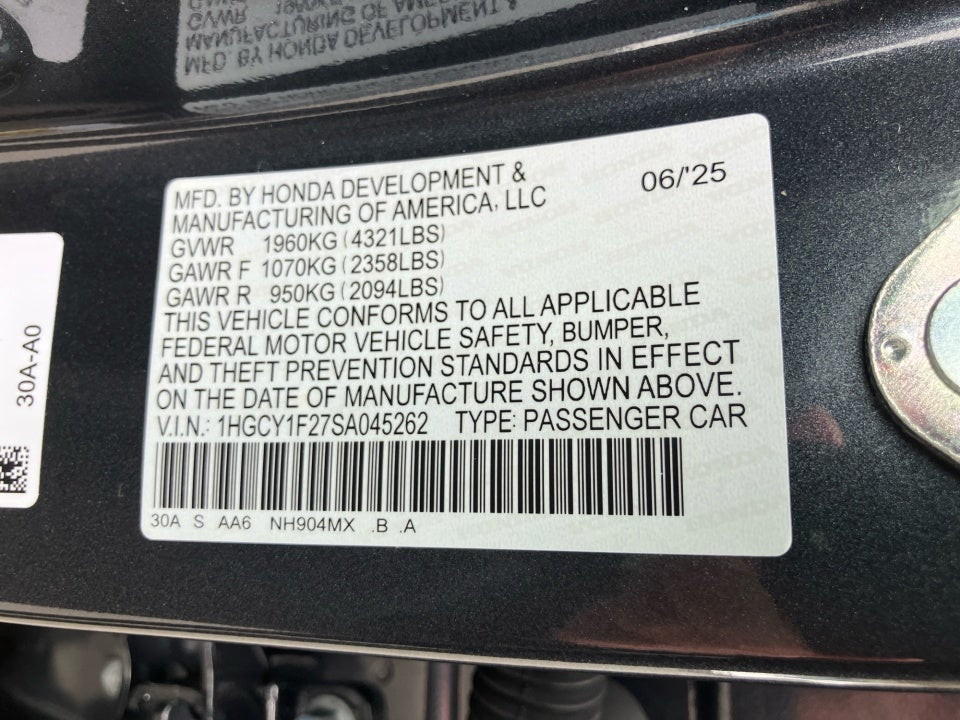 MFD. BY HONDA DEVELOPMENT &
MANUFACTURING OF AMERICA, LLC
06/'25
GVWR 1960KG (4321LBS)
GAWR F 1070KG (2358LBS)
GAWR R 950KG (2094LBS)
THIS VEHICLE CONFORMS TO ALL APPLICABLE
FEDERAL MOTOR VEHICLE SAFETY, BUMPER,
AND THEFT PREVENTION STANDARDS IN EFFECT
ON THE DATE OF MANUFACTURE SHOWN ABOVE.
V.I.N.: 1HGCY1F27SA045262 TYPE: PASSENGER CAR
30A S AA6 NH904MX .B .A
30A-A0